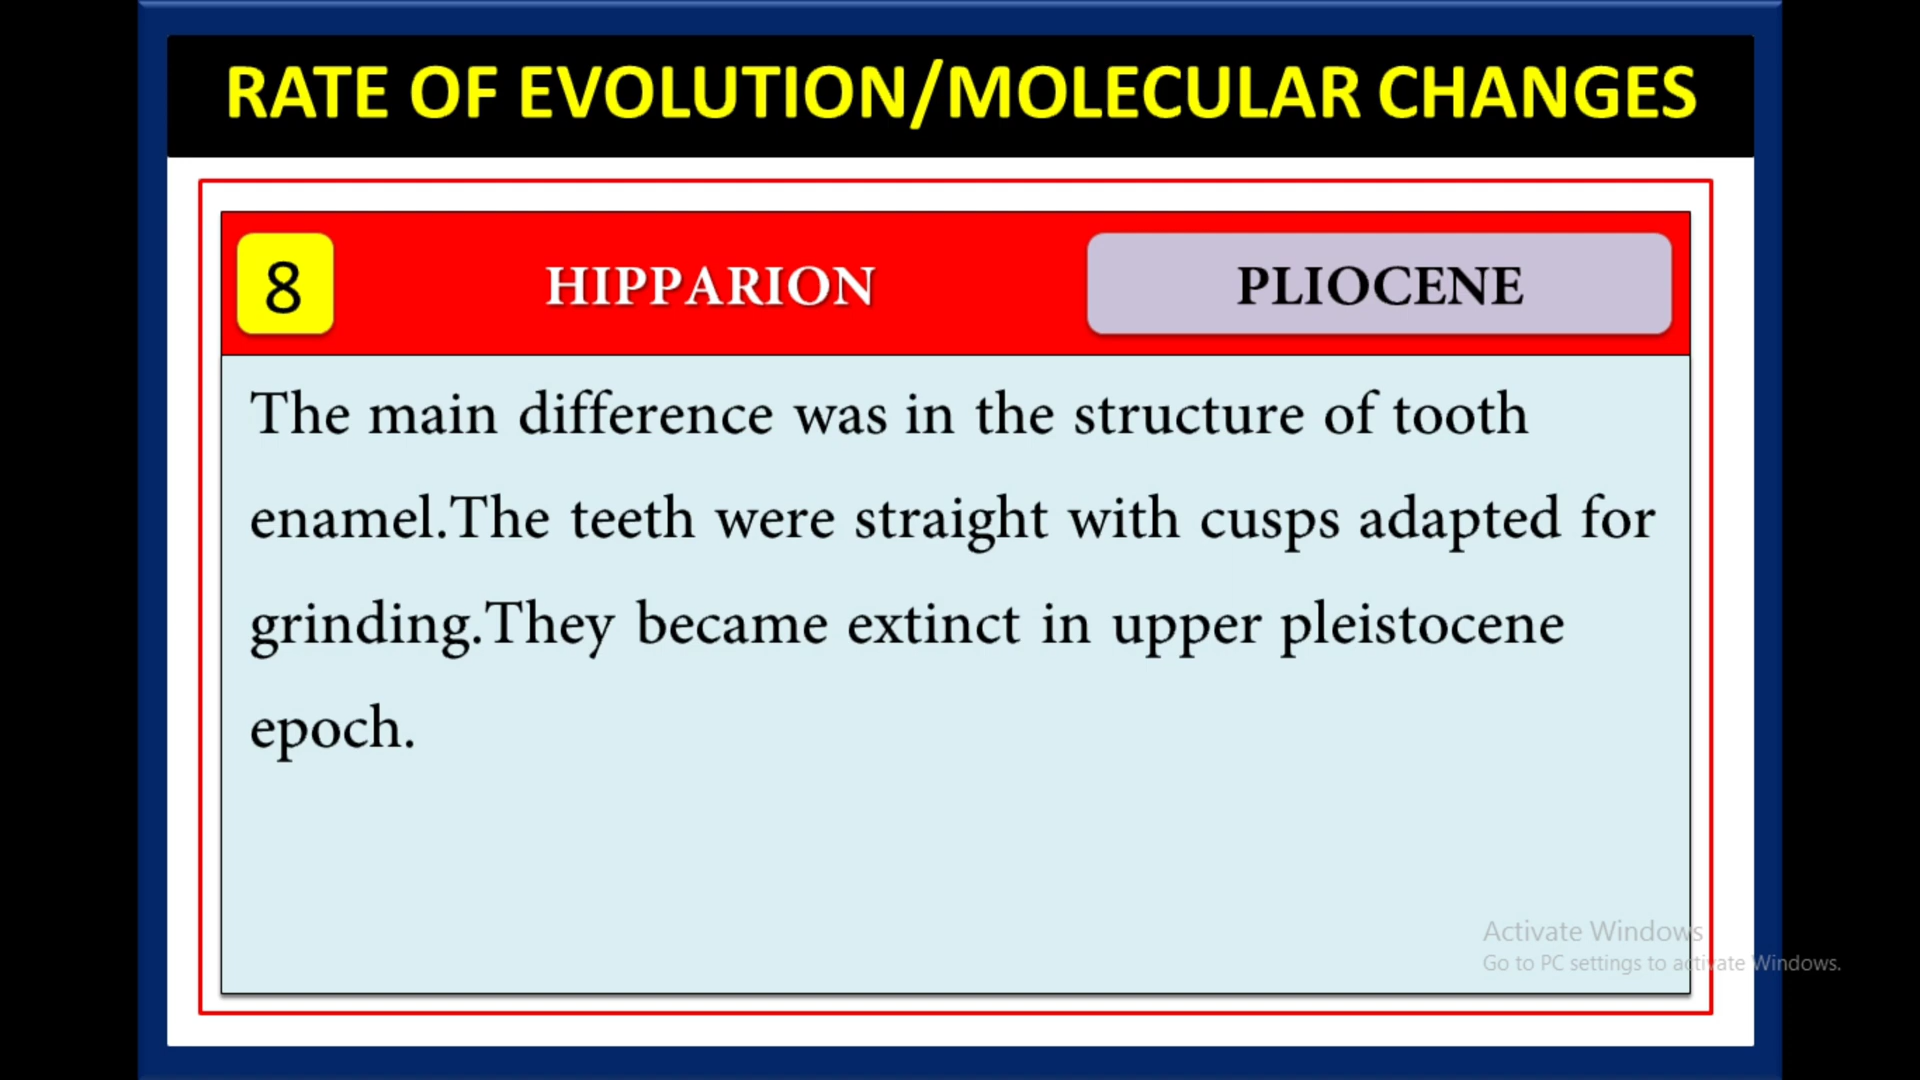 RATE OF EVOLUTION/MOLECULAR CHANGES
8 HIPPARION PLIOCENE
The main difference was in the structure of tooth
enamel.The teeth were straight with cusps adapted for
grinding.They became extinct in upper pleistocene
epoch.
Activate Windows
Go to PC settings to activate Windows.